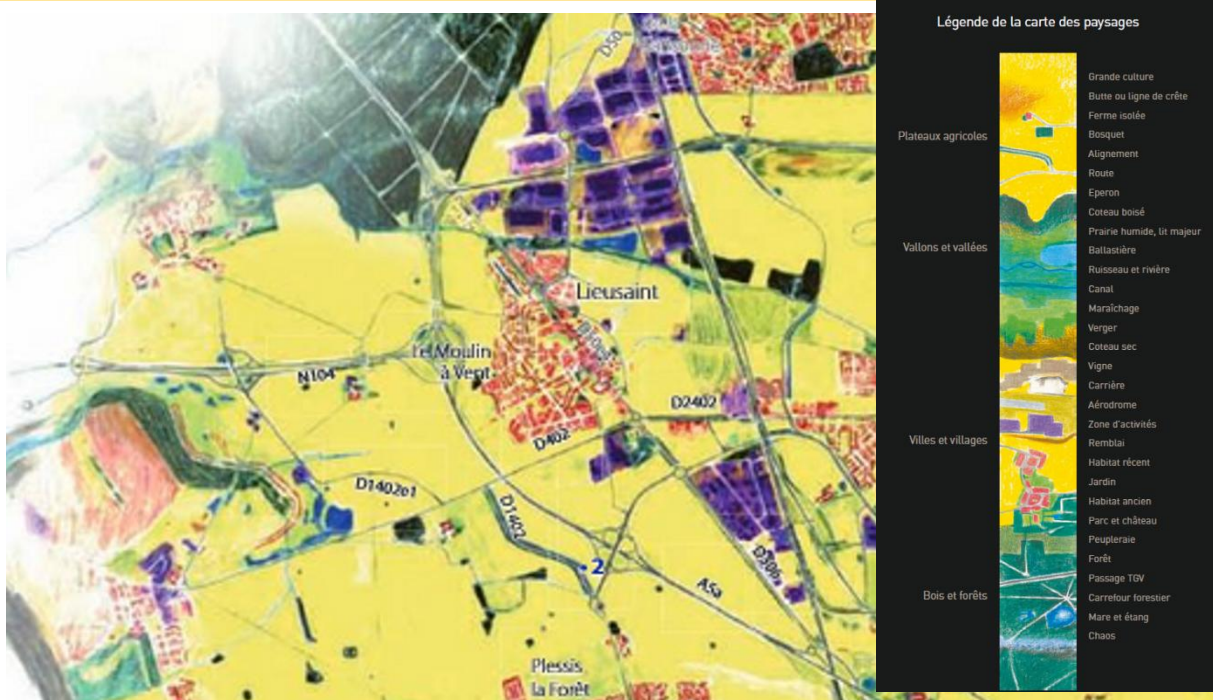 D50
Lieusaint
Le Moulin
à Vent
N104
D2402
D402
D1402e1
D1402
2
A5a
Plessis
la Forêt
Légende de la carte des paysages
Plateaux agricoles
Vallons et vallées
Villes et villages
Bois et forêts
Grande culture
Butte ou ligne de crête
Ferme isolée
Bosquet
Alignement
Route
Eperon
Coteau boisé
Prairie humide, lit majeur
Ballastière
Ruisseau et rivière
Canal
Maraîchage
Verger
Coteau sec
Vigne
Carrière
Aérodrome
Zone d'activités
Remblai
Habitat récent
Jardin
Habitat ancien
Parc et château
Peupleraie
Forêt
Passage TGV
Carrefour forestier
Mare et étang
Chaos